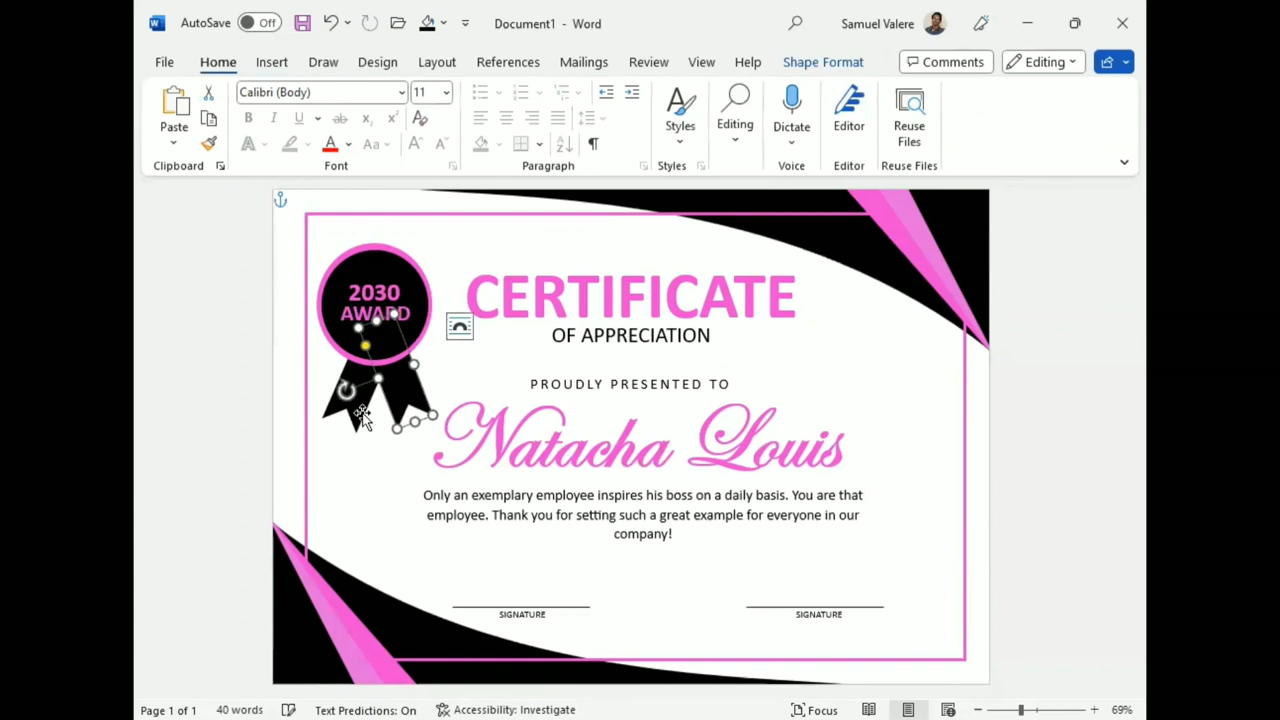 AutoSave Off
Document1 - Word
Samuel Valere
File Home Insert Draw Design Layout References Mailings Review View Help Shape Format
Comments
Editing
Calibri (Body) 11
Paste
B I U ab x₂ x² A
A A Aa A A
Styles
Editing
Dictate
Editor
Reuse
Files
Clipboard Font Paragraph Styles Voice Editor Reuse Files
2030
AWARD
CERTIFICATE
OF APPRECIATION
PROUDLY PRESENTED TO
Natacha Louis
Only an exemplary employee inspires his boss on a daily basis. You are that
employee. Thank you for setting such a great example for everyone in our
company!
SIGNATURE SIGNATURE
Page 1 of 1 40 words Text Predictions: On Accessibility: Investigate Focus 69%